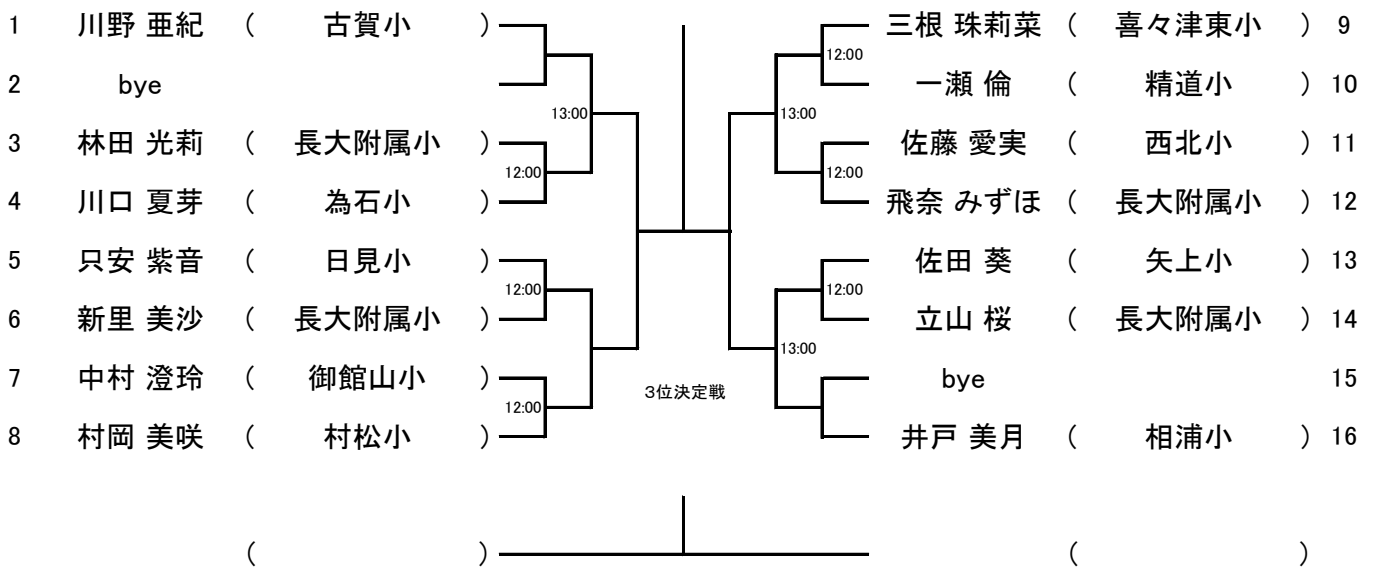 1 川野 亜紀 ( 古賀小 ) 三根 珠莉菜 ( 喜々津東小 ) 9
12:00
2 bye 一瀬 倫 ( 精道小 ) 10
13:00 13:00
3 林田 光莉 ( 長大附属小 ) 佐藤 愛実 ( 西北小 ) 11
12:00 12:00
4 川口 夏芽 ( 為石小 ) 飛奈 みずほ ( 長大附属小 ) 12
5 只安 紫音 ( 日見小 ) 佐田 葵 ( 矢上小 ) 13
12:00 12:00
6 新里 美沙 ( 長大附属小 ) 立山 桜 ( 長大附属小 ) 14
13:00
7 中村 澄玲 ( 御館山小 ) bye 15
3位決定戦
12:00
8 村岡 美咲 ( 村松小 ) 井戸 美月 ( 相浦小 ) 16
( ) ( )